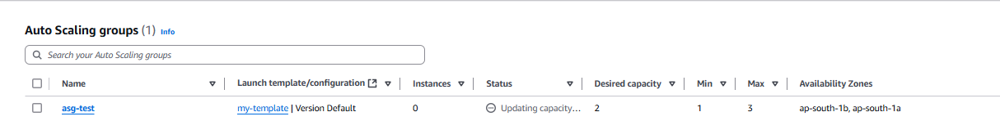 Auto Scaling groups (1) Info
Search your Auto Scaling groups
Name Launch template/configuration Instances Status Desired capacity Min Max Availability Zones
asg-test my-template | Version Default 0 Updating capacity... 2 1 3 ap-south-1b, ap-south-1a